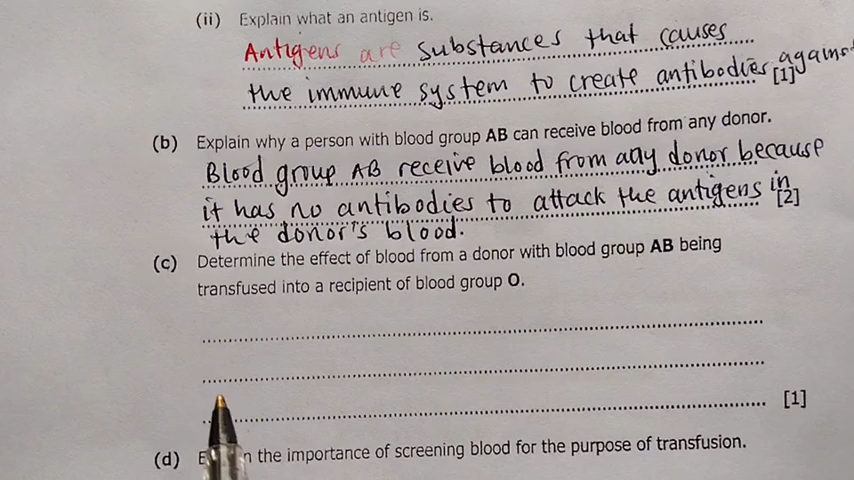 (ii) Explain what an antigen is.
Antigens are substances that causes
the immune system to create antibodies against
[1]
(b) Explain why a person with blood group AB can receive blood from any donor.
Blood group AB receive blood from any donor because
it has no antibodies to attack the antigens in
[2]
the donor's blood.
(c) Determine the effect of blood from a donor with blood group AB being
transfused into a recipient of blood group O.
[1]
(d) the importance of screening blood for the purpose of transfusion.